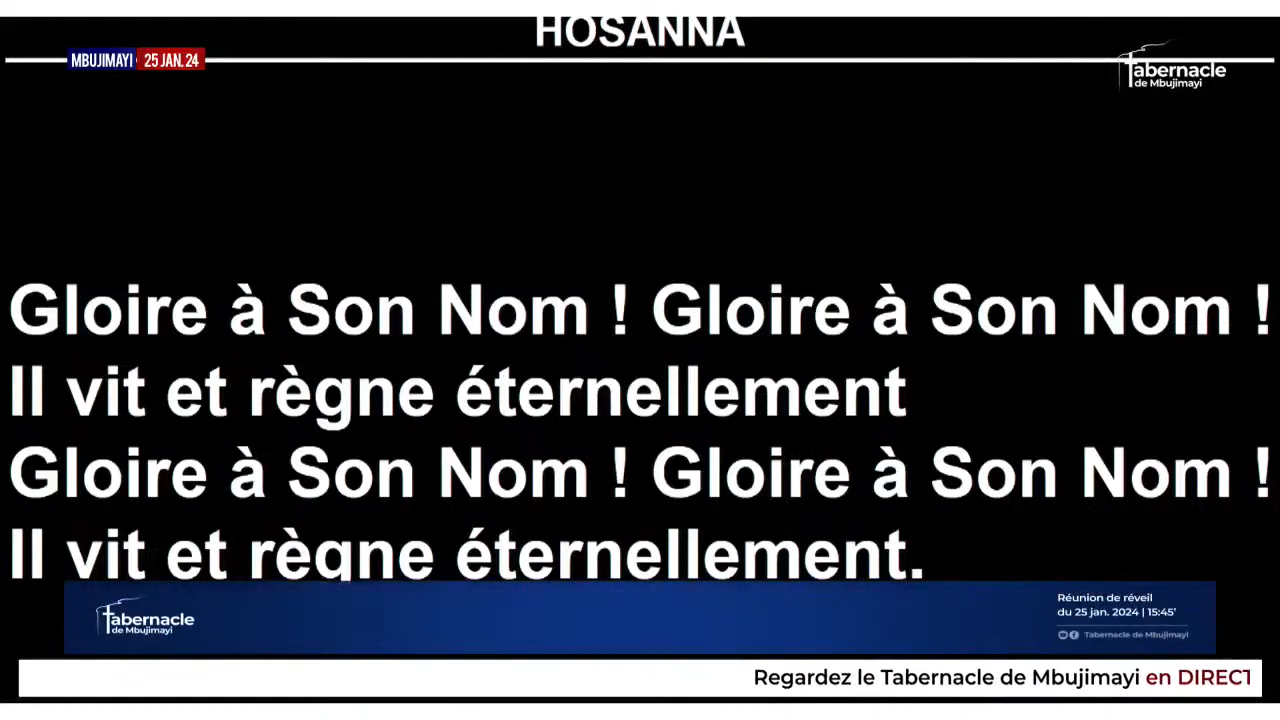 HOSANNA
MBUJIMAYI 25 JAN. 24
Tabernacle
de Mbujimayi
Gloire à Son Nom ! Gloire à Son Nom !
Il vit et règne éternellement
Gloire à Son Nom ! Gloire à Son Nom !
Il vit et règne éternellement.
Tabernacle
de Mbujimayi
Réunion de réveil
du 25 jan. 2024 | 15:45'
Tabernacle de Mbujimayi
Regardez le Tabernacle de Mbujimayi en DIRECT